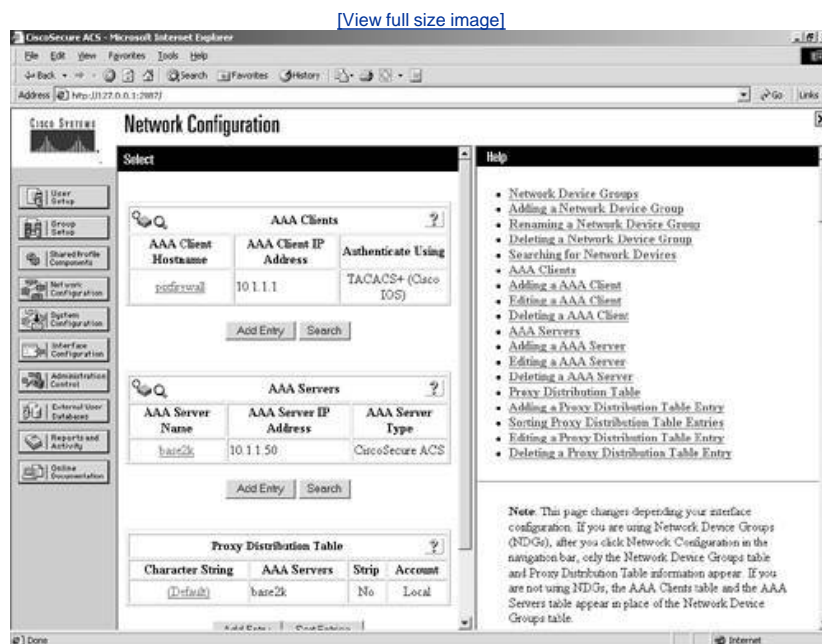 [View full size image]
CiscoSecure ACS - Microsoft Internet Explorer
File Edit View Favorites Tools Help
Back Search Favorites History
Address http://127.0.0.1:2887/ Go Links
CISCO SYSTEMS
Network Configuration
Select
Help
User Setup
Group Setup
Shared Profile Components
Network Configuration
System Configuration
Interface Configuration
Administration Control
External User Databases
Reports and Activity
Online Documentation
AAA Clients ?
AAA Client Hostname AAA Client IP Address Authenticate Using
pixfirewall 10.1.1.1 TACACS+ (Cisco IOS)
Add Entry Search
AAA Servers ?
AAA Server Name AAA Server IP Address AAA Server Type
base2k 10.1.1.50 CiscoSecure ACS
Add Entry Search
Proxy Distribution Table ?
Character String AAA Servers Strip Account
(Default) base2k No Local
Add Entry Sort Entries
Network Device Groups
Adding a Network Device Group
Renaming a Network Device Group
Deleting a Network Device Group
Searching for Network Devices
AAA Clients
Adding a AAA Client
Editing a AAA Client
Deleting a AAA Client
AAA Servers
Adding a AAA Server
Editing a AAA Server
Deleting a AAA Server
Proxy Distribution Table
Adding a Proxy Distribution Table Entry
Sorting Proxy Distribution Table Entries
Editing a Proxy Distribution Table Entry
Deleting a Proxy Distribution Table Entry
Note: This page changes depending your interface
configuration. If you are using Network Device Groups
(NDGs), after you click Network Configuration in the
navigation bar, only the Network Device Groups table
and Proxy Distribution Table information appear. If you
are not using NDGs, the AAA Clients table and the AAA
Servers table appear in place of the Network Device
Groups table.
Done
Internet